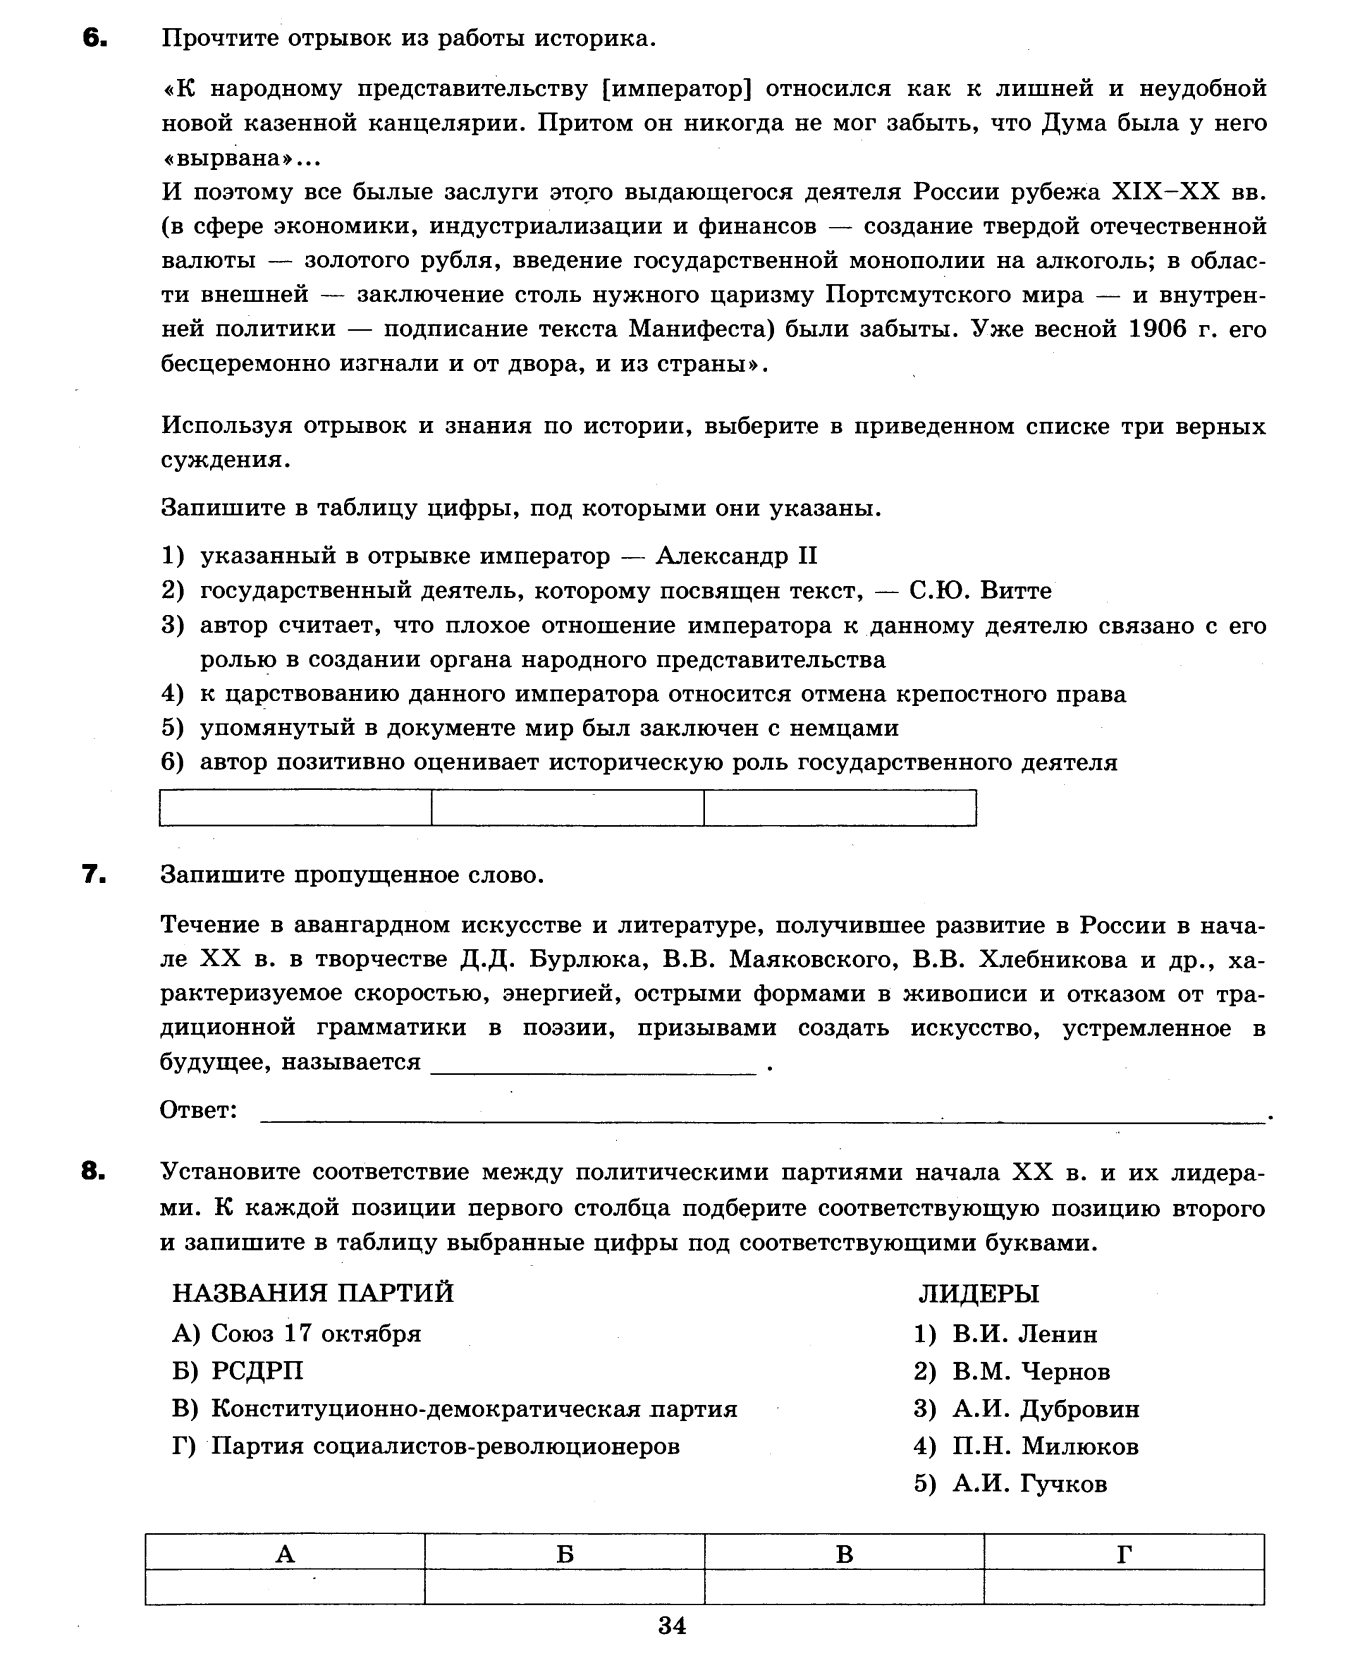 6. Прочтите отрывок из работы историка.
«К народному представительству [император] относился как к лишней и неудобной
новой казенной канцелярии. Притом он никогда не мог забыть, что Дума была у него
«вырвана»...
И поэтому все былые заслуги этого выдающегося деятеля России рубежа XIX–XX вв.
(в сфере экономики, индустриализации и финансов — создание твердой отечественной
валюты — золотого рубля, введение государственной монополии на алкоголь; в облас-
ти внешней — заключение столь нужного царизму Портсмутского мира — и внутрен-
ней политики — подписание текста Манифеста) были забыты. Уже весной 1906 г. его
бесцеремонно изгнали и от двора, и из страны».
Используя отрывок и знания по истории, выберите в приведенном списке три верных
суждения.
Запишите в таблицу цифры, под которыми они указаны.
1) указанный в отрывке император — Александр II
2) государственный деятель, которому посвящен текст, — С.Ю. Витте
3) автор считает, что плохое отношение императора к данному деятелю связано с его
ролью в создании органа народного представительства
4) к царствованию данного императора относится отмена крепостного права
5) упомянутый в документе мир был заключен с немцами
6) автор позитивно оценивает историческую роль государственного деятеля
7. Запишите пропущенное слово.
Течение в авангардном искусстве и литературе, получившее развитие в России в нача-
ле XX в. в творчестве Д.Д. Бурлюка, В.В. Маяковского, В.В. Хлебникова и др., ха-
рактеризуемое скоростью, энергией, острыми формами в живописи и отказом от тра-
диционной грамматики в поэзии, призывами создать искусство, устремленное в
будущее, называется ____________ .
Ответ: ____________ .
8. Установите соответствие между политическими партиями начала XX в. и их лидера-
ми. К каждой позиции первого столбца подберите соответствующую позицию второго
и запишите в таблицу выбранные цифры под соответствующими буквами.
НАЗВАНИЯ ПАРТИЙ ЛИДЕРЫ
А) Союз 17 октября 1) В.И. Ленин
Б) РСДРП 2) В.М. Чернов
В) Конституционно-демократическая партия 3) А.И. Дубровин
Г) Партия социалистов-революционеров 4) П.Н. Милюков
5) А.И. Гучков
А Б В Г
34